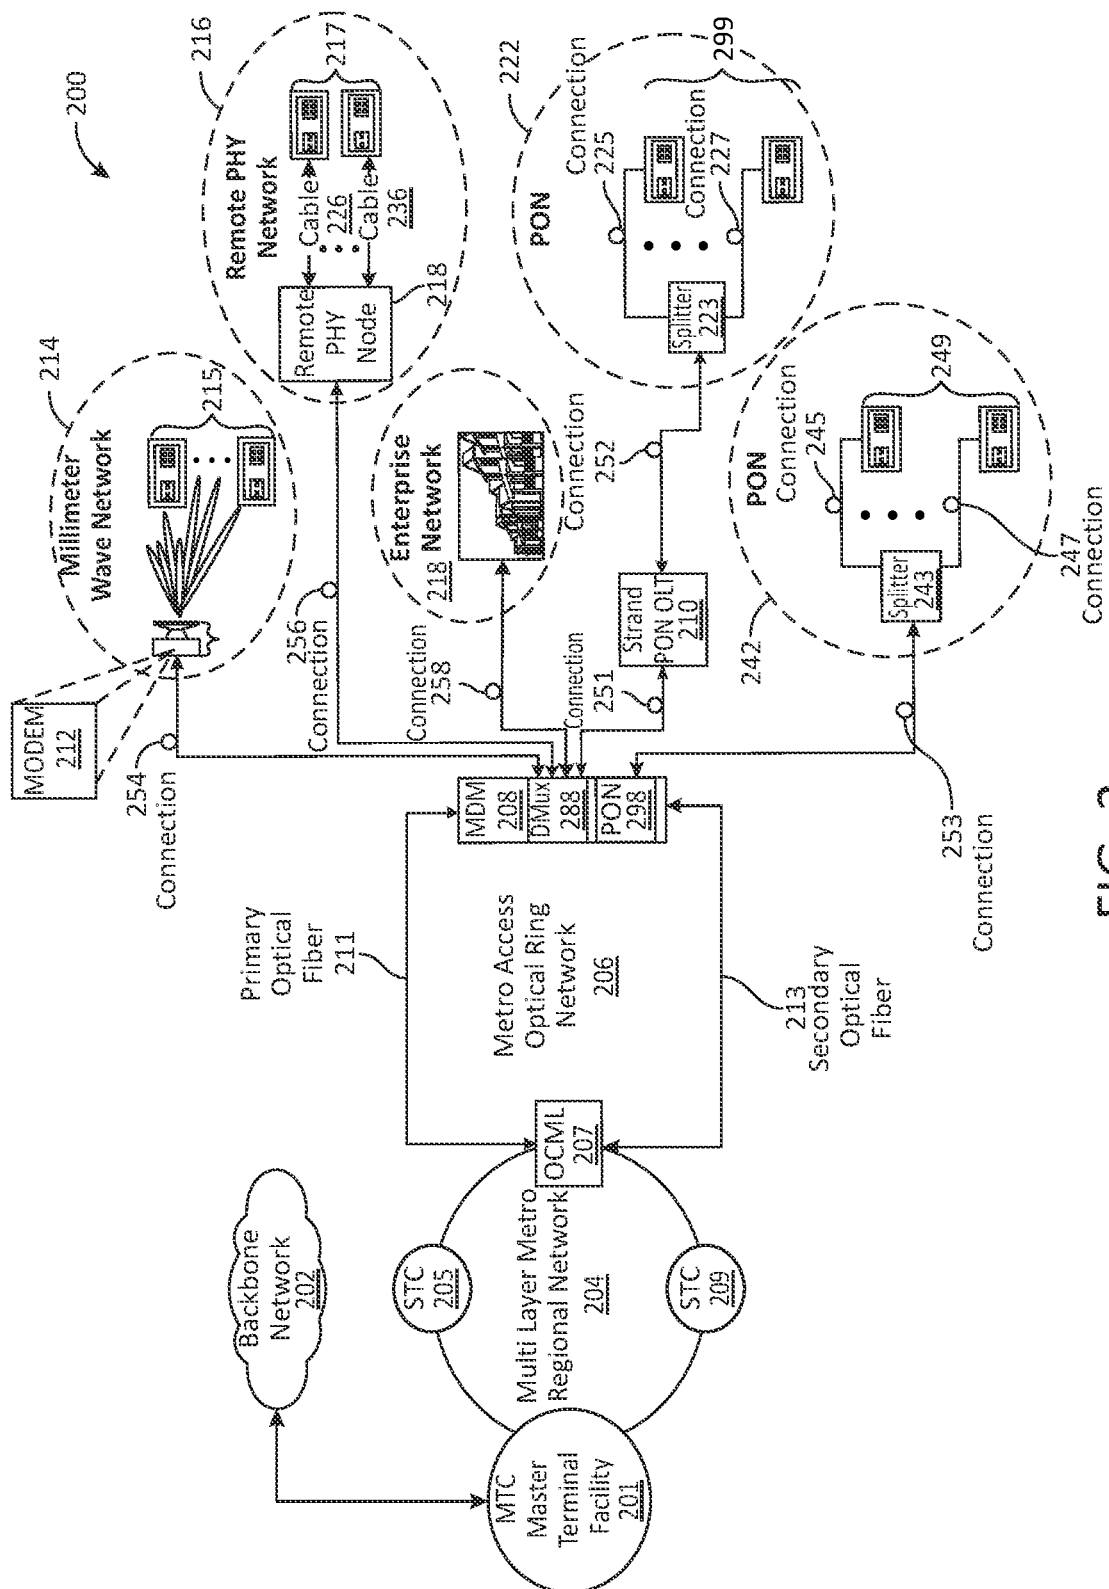 200
Backbone
Network
202
MTC
Master
Terminal
Facility
201
STC
205
Multi Layer Metro
Regional Network
204
STC
209
OCML
207
Primary
Optical
Fiber
211
Metro Access
Optical Ring
Network
206
213
Secondary
Optical
Fiber
MDM
208
DMux
288
PON
298
MODEM
212
254
Connection
Millimeter
Wave Network
214
215
256
Connection
Remote PHY
Network
216
217
Remote
PHY
Node
218
Cable
226
Cable
236
Connection
258
Enterprise
218 Network
Connection
251
Strand
PON OLT
210
Connection
252
PON
222
Splitter
223
Connection
225
Connection
227
299
253
Connection
242
PON
Splitter
243
Connection
245
247
Connection
249